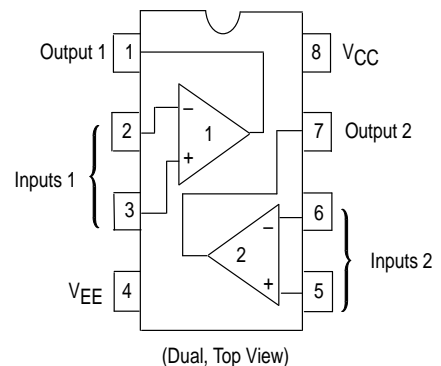 Output 1 1 8 VCC
2 – 1 7 Output 2
+
Inputs 1 3 – 6
2 Inputs 2
VEE 4 + 5
(Dual, Top View)